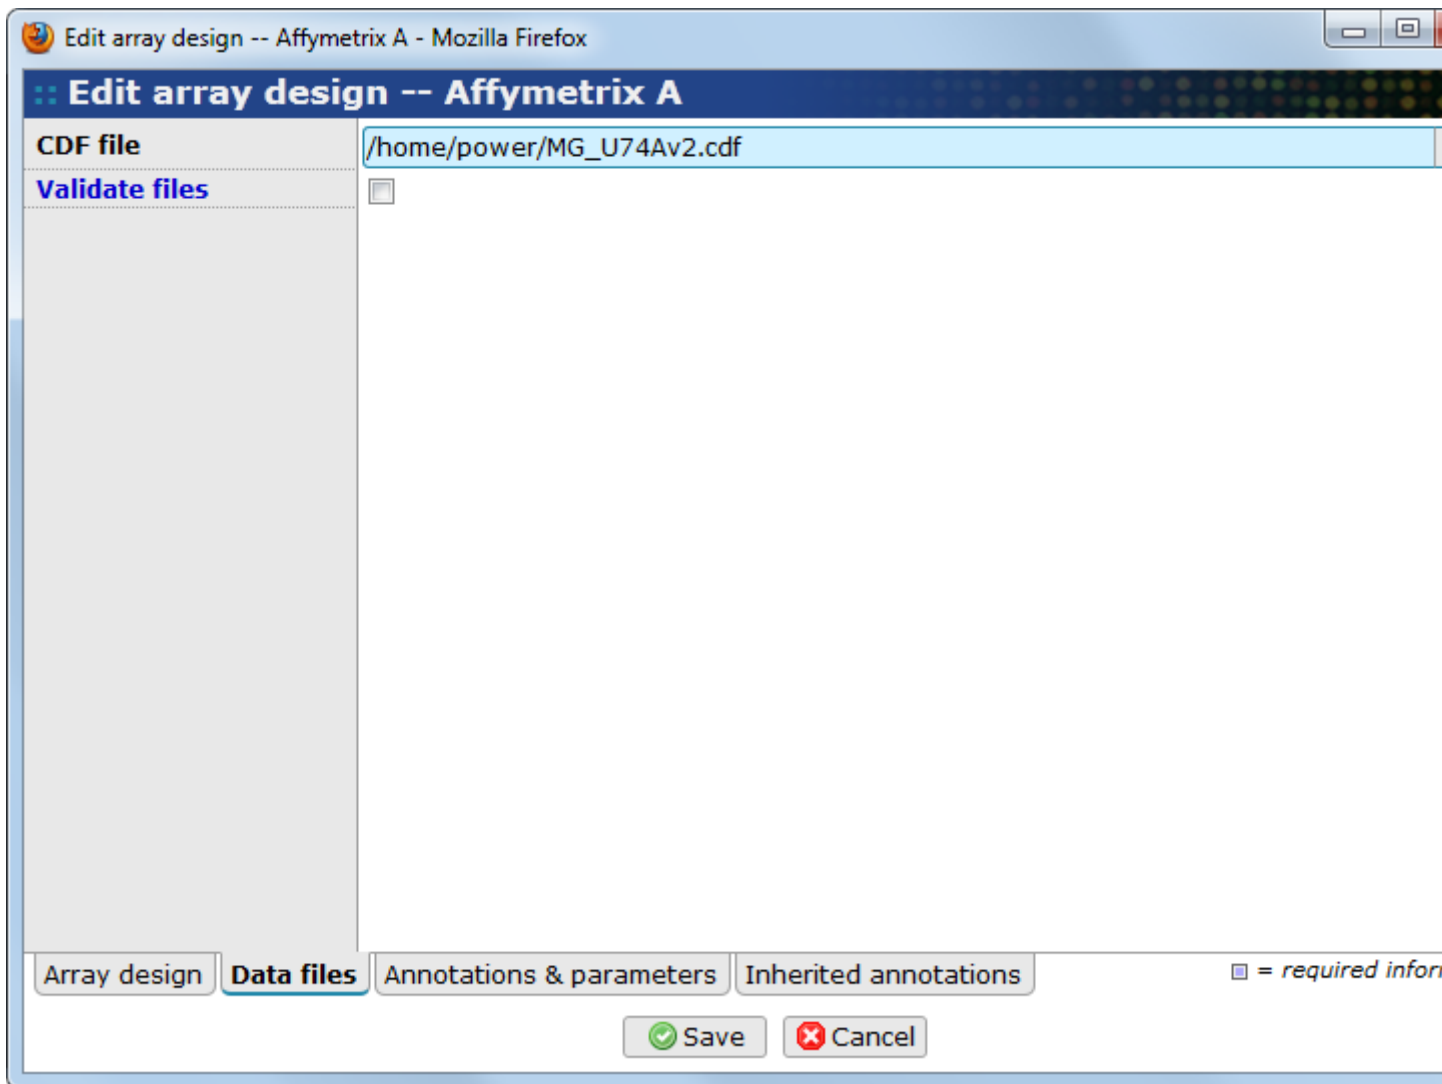 Edit array design -- Affymetrix A - Mozilla Firefox
:: Edit array design -- Affymetrix A
CDF file
/home/power/MG_U74Av2.cdf
Validate files
Array design
Data files
Annotations & parameters
Inherited annotations
= required infor
Save
Cancel